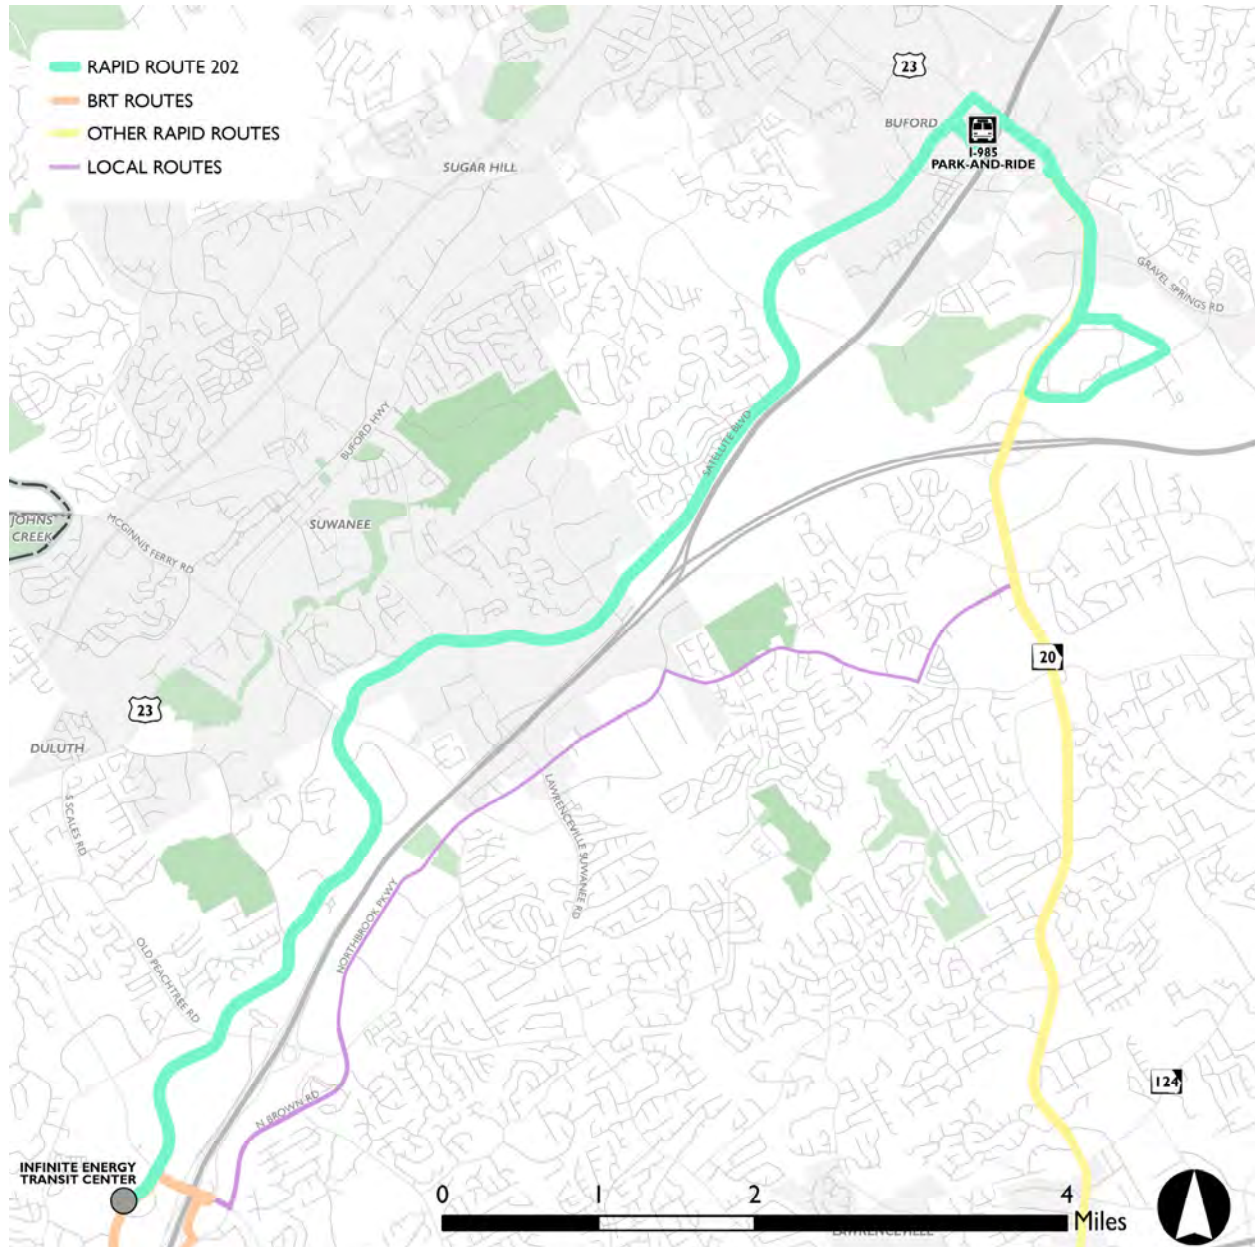 RAPID ROUTE 202
BRT ROUTES
OTHER RAPID ROUTES
LOCAL ROUTES
23
BUFORD
I-985
PARK-AND-RIDE
SUGAR HILL
GRAVEL SPRINGS RD
BUFORD HWY
SATELLITE BLVD
JOHNS
CREEK
MCGINNIS FERRY RD
SUWANEE
20
23
DULUTH
S SCALES RD
LAWRENCEVILLE SUWANEE RD
NORTHBROOK PKWY
OLD PEACHTREE RD
124
N BROWN RD
INFINITE ENERGY
TRANSIT CENTER
0 1 2 4
Miles
LAWRENCEVILLE